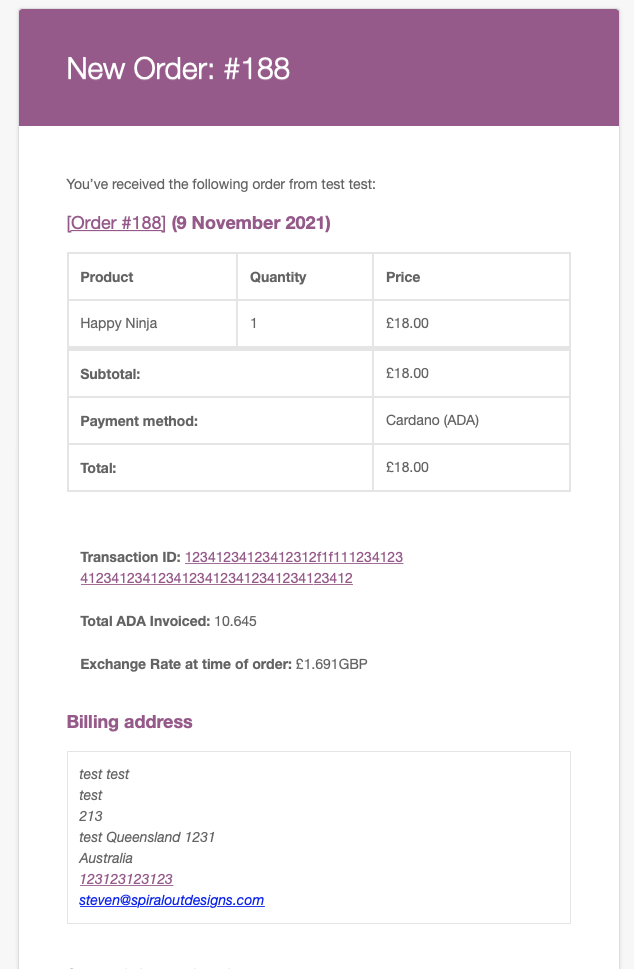 New Order: #188
You've received the following order from test test:
[Order #188] (9 November 2021)
Product Quantity Price
Happy Ninja 1 £18.00
Subtotal: £18.00
Payment method: Cardano (ADA)
Total: £18.00
Transaction ID: 12341234123412312f1f111234123
4123412341234123412341234123412341234123412
Total ADA Invoiced: 10.645
Exchange Rate at time of order: £1.691GBP
Billing address
test test
test
213
test Queensland 1231
Australia
123123123123
steven@spiraloutdesigns.com